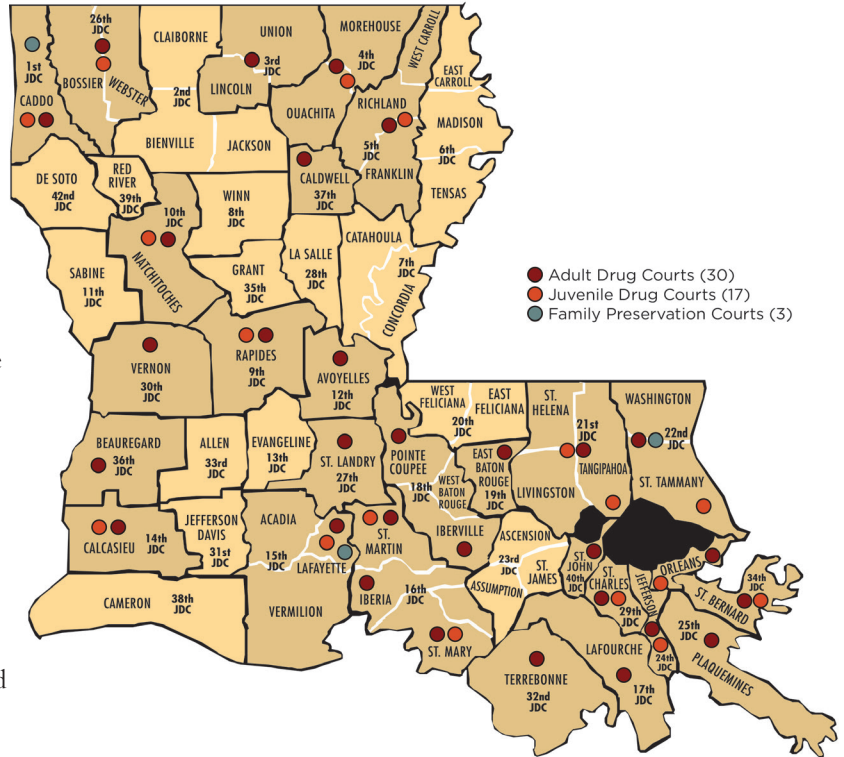 26th
JDC
CLAIBORNE
UNION
MOREHOUSE
WEST CARROLL
1st
JDC
BOSSIER
WEBSTER
3rd
JDC
4th
JDC
EAST
CARROLL
CADDO
2nd
JDC
LINCOLN
OUACHITA
RICHLAND
MADISON
BIENVILLE
JACKSON
5th
JDC
6th
JDC
DE SOTO
42nd
JDC
RED
RIVER
39th
JDC
CALDWELL
37th
JDC
FRANKLIN
TENSAS
10th
JDC
WINN
8th
JDC
NATCHITOCHES
SABINE
11th
JDC
GRANT
35th
JDC
LA SALLE
28th
JDC
CATAHOULA
7th
JDC
CONCORDIA
Adult Drug Courts (30)
Juvenile Drug Courts (17)
Family Preservation Courts (3)
VERNON
30th
JDC
RAPIDES
9th
JDC
AVOYELLES
12th
JDC
e
WEST
FELICIANA
EAST
FELICIANA
20th
JDC
ST.
HELENA
WASHINGTON
BEAUREGARD
36th
JDC
ALLEN
33rd
JDC
EVANGELINE
13th
JDC
ST. LANDRY
27th
JDC
POINTE
COUPEE
18th
JDC
WEST
BATON
ROUGE
EAST
BATON
ROUGE
19th
JDC
21st
JDC
TANGIPAHOA
LIVINGSTON
22nd
JDC
ST. TAMMANY
CALCASIEU
14th
JDC
JEFFERSON
DAVIS
31st
JDC
ACADIA
15th
JDC
LAFAYETTE
ST.
MARTIN
IBERVILLE
ASCENSION
23rd
JDC
ST.
JAMES
ASSUMPTION
ST.
JOHN
40th
JDC
ST.
CHARLES
29th
JDC
JEFFERSON
ORLEANS
ST. BERNARD
34th
JDC
CAMERON
38th
JDC
VERMILION
IBERIA
16th
JDC
ST. MARY
LAFOURCHE
24th
JDC
25th
JDC
PLAQUEMINES
TERREBONNE
32nd
JDC
17th
JDC
d